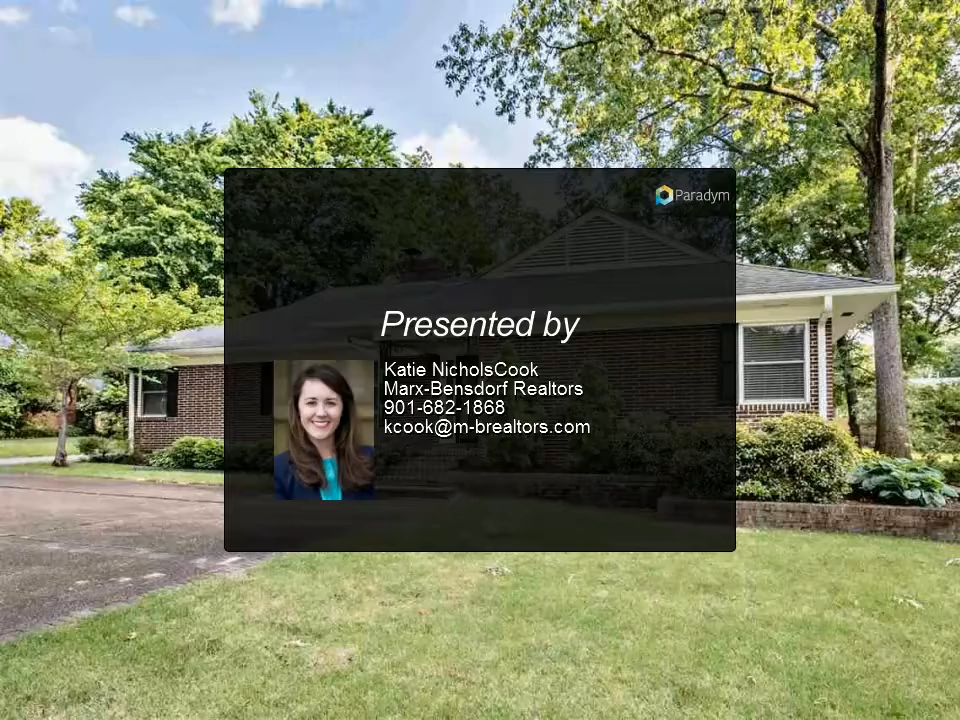 Paradym
Presented by
Katie NicholsCook
Marx-Bensdorf Realtors
901-682-1868
kcook@m-brealtors.com